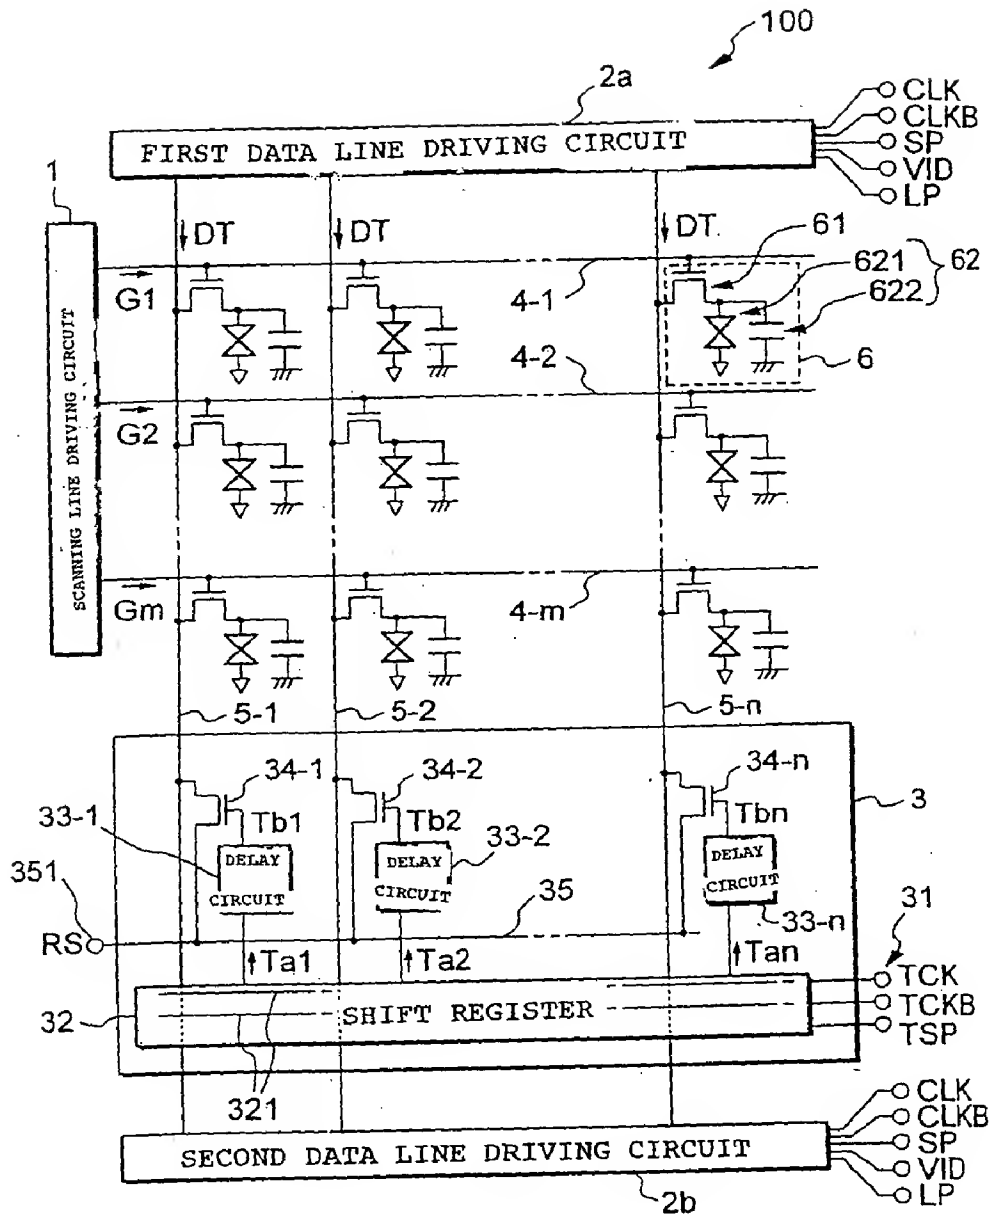 100
2a
CLK
CLKB
SP
VID
LP
FIRST DATA LINE DRIVING CIRCUIT
1
DT
DT
DT
61
621
622
62
G1
4-1
4-2
6
SCANNING LINE DRIVING CIRCUIT
G2
Gm
4-m
5-1
5-2
5-n
34-1
34-2
34-n
3
33-1
Tb1
Tb2
Tbn
33-2
DELAY
CIRCUIT
DELAY
CIRCUIT
DELAY
CIRCUIT
351
35
33-n
31
RS
Ta1
Ta2
Tan
TCK
TCKB
TSP
32
SHIFT REGISTER
321
CLK
CLKB
SP
VID
LP
SECOND DATA LINE DRIVING CIRCUIT
2b